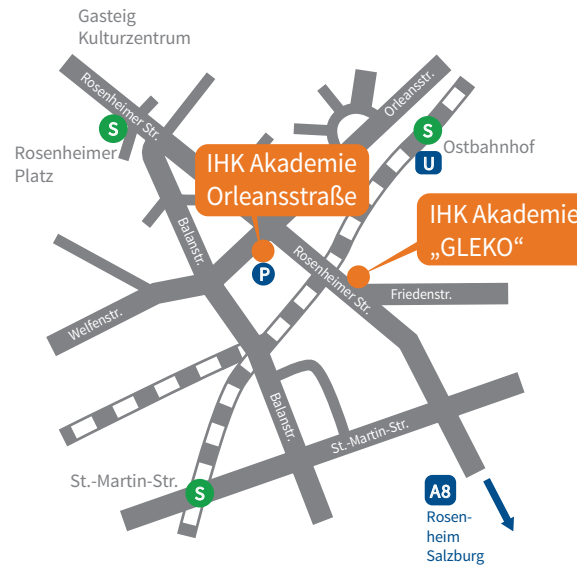 Gasteig
Kulturzentrum
Rosenheimer Str.
Orleansstr.
S
Rosenheimer
Platz
S
Ostbahnhof
U
IHK Akademie
Orleansstraße
IHK Akademie
„GLEKO“
Balanstr.
P
Rosenheimer Str.
Friedenstr.
Welfenstr.
Balanstr.
St.-Martin-Str.
St.-Martin-Str.
S
A8
Rosen-
heim
Salzburg